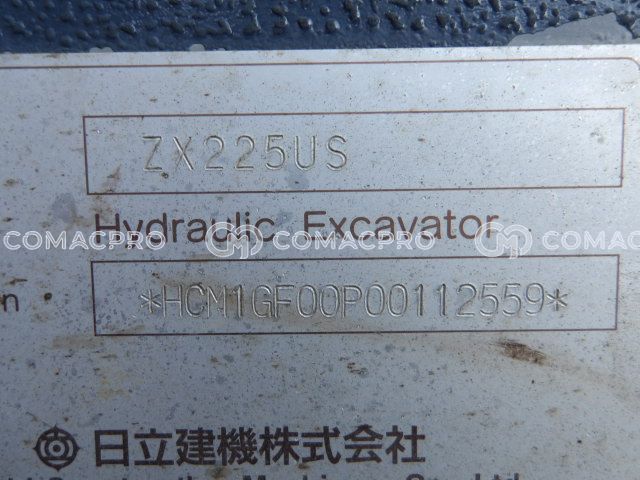 ZX225US
Hydraulic Excavator
COMACPRO COMACPRO COMACPRO
*HCM1GF00P00112559*
日立建機株式会社